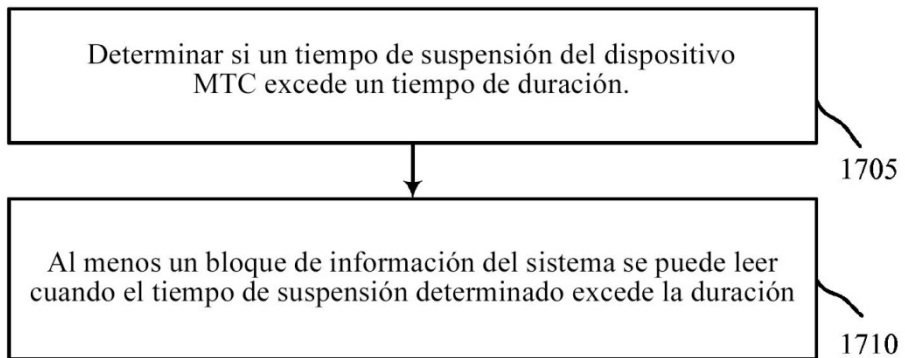 Determinar si un tiempo de suspensión del dispositivo
MTC excede un tiempo de duración.
1705
Al menos un bloque de información del sistema se puede leer
cuando el tiempo de suspensión determinado excede la duración
1710